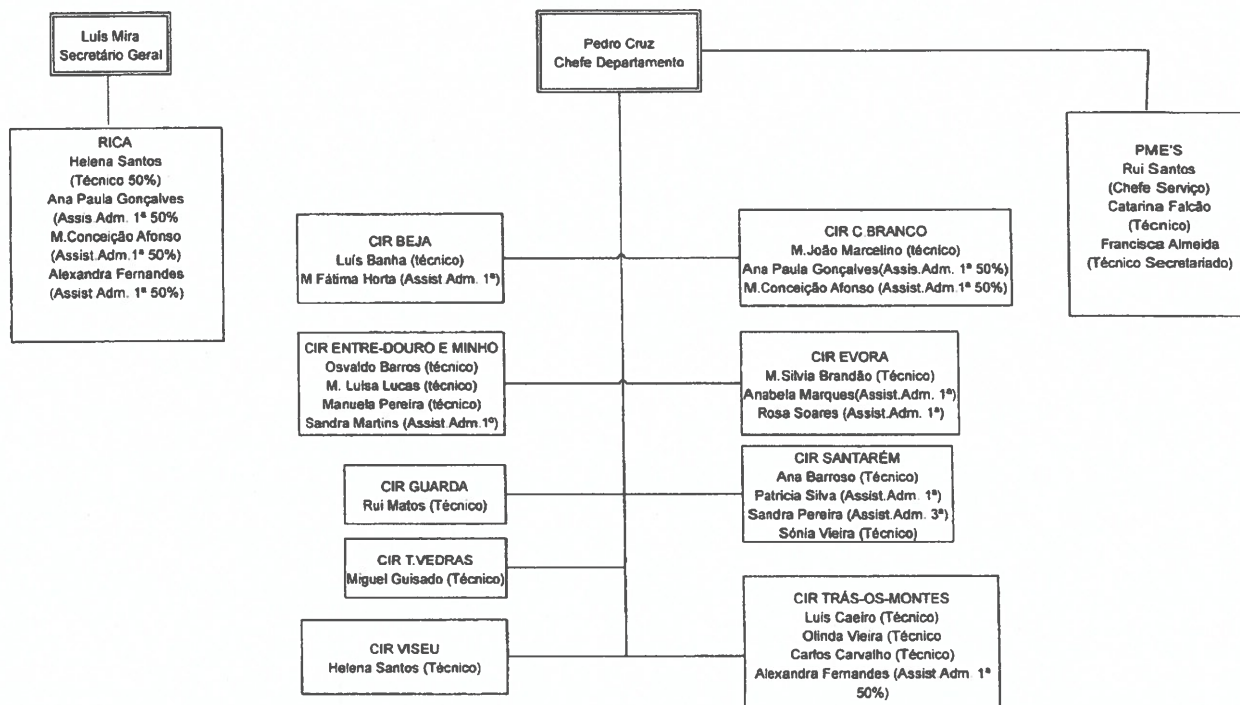 Luís Mira
Secretário Geral
Pedro Cruz
Chefe Departamento
RICA
Helena Santos
(Técnico 50%)
Ana Paula Gonçalves
(Assis.Adm. 1ª 50%
M.Conceição Afonso
(Assist.Adm.1ª 50%)
Alexandra Fernandes
(Assist Adm. 1ª 50%)
PME'S
Rui Santos
(Chefe Serviço)
Catarina Falcão
(Técnico)
Francisca Almeida
(Técnico Secretariado)
CIR BEJA
Luís Banha (técnico)
M Fátima Horta (Assist Adm. 1ª)
CIR C.BRANCO
M.João Marcelino (técnico)
Ana Paula Gonçalves(Assis.Adm. 1ª 50%)
M.Conceição Afonso (Assist.Adm.1ª 50%)
CIR ENTRE-DOURO E MINHO
Osvaldo Barros (técnico)
M. Luísa Lucas (técnico)
Manuela Pereira (técnico)
Sandra Martins (Assist.Adm.1º)
CIR EVORA
M.Silvia Brandão (Técnico)
Anabela Marques(Assist.Adm. 1ª)
Rosa Soares (Assist.Adm. 1ª)
CIR GUARDA
Rui Matos (Técnico)
CIR SANTARÉM
Ana Barroso (Técnico)
Patricia Silva (Assist.Adm. 1ª)
Sandra Pereira (Assist.Adm. 3ª)
Sónia Vieira (Técnico)
CIR T.VEDRAS
Miguel Guisado (Técnico)
CIR VISEU
Helena Santos (Técnico)
CIR TRÁS-OS-MONTES
Luís Caeiro (Técnico)
Olinda Vieira (Técnico
Carlos Carvalho (Técnico)
Alexandra Fernandes (Assist Adm. 1ª
50%)